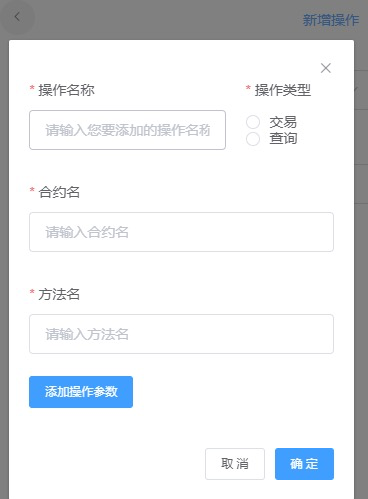 新增操作
* 操作名称
* 操作类型
请输入您要添加的操作名称
交易
查询
* 合约名
请输入合约名
* 方法名
请输入方法名
添加操作参数
取 消
确 定